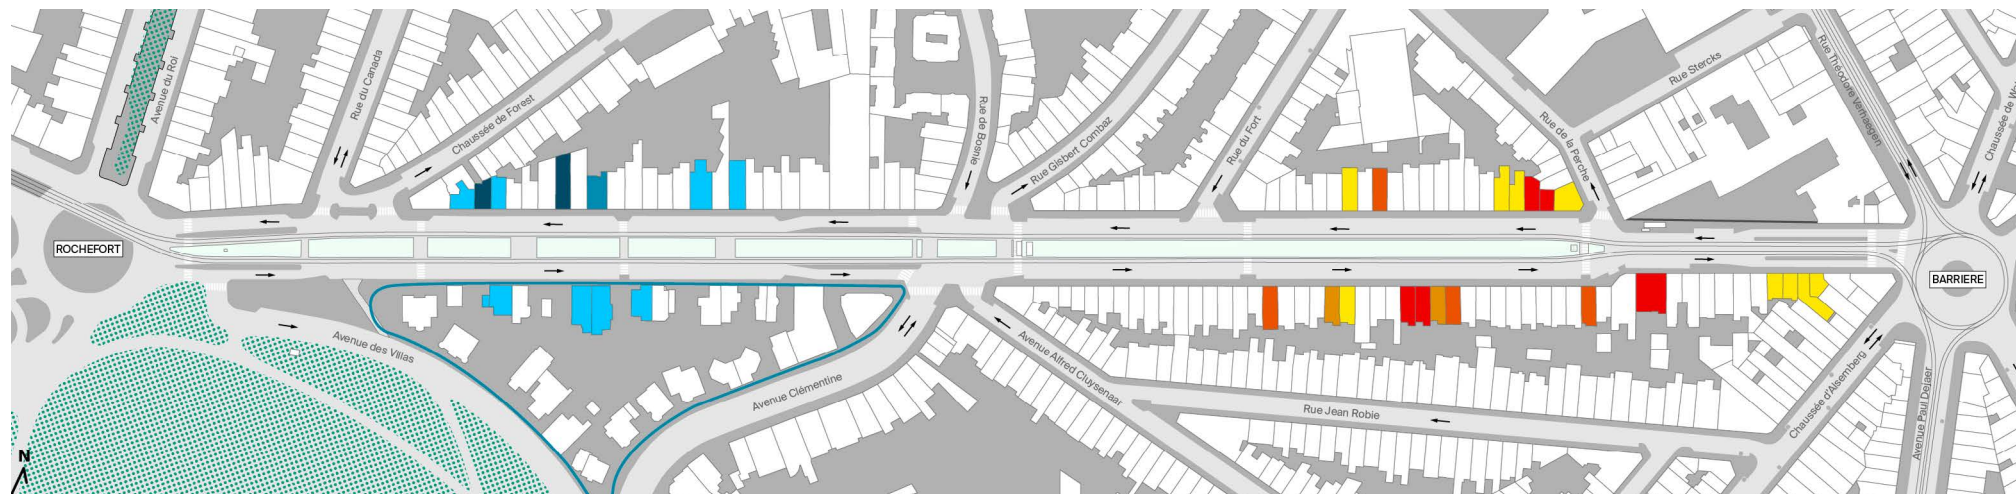 Avenue du Roi
Rue du Canada
Chaussée de Forest
Rue de Bosnie
Rue Gisbert Combaz
Rue du Fort
Rue de la Perche
Rue Stercks
Rue Théodore Verhaegen
ROCHEFORT
BARRIERE
Avenue des Villas
Avenue Clémentine
Avenue Alfred Cluysenaar
Rue Jean Robie
Chaussée d'Alsemberg
Avenue Paul Dejaer
N